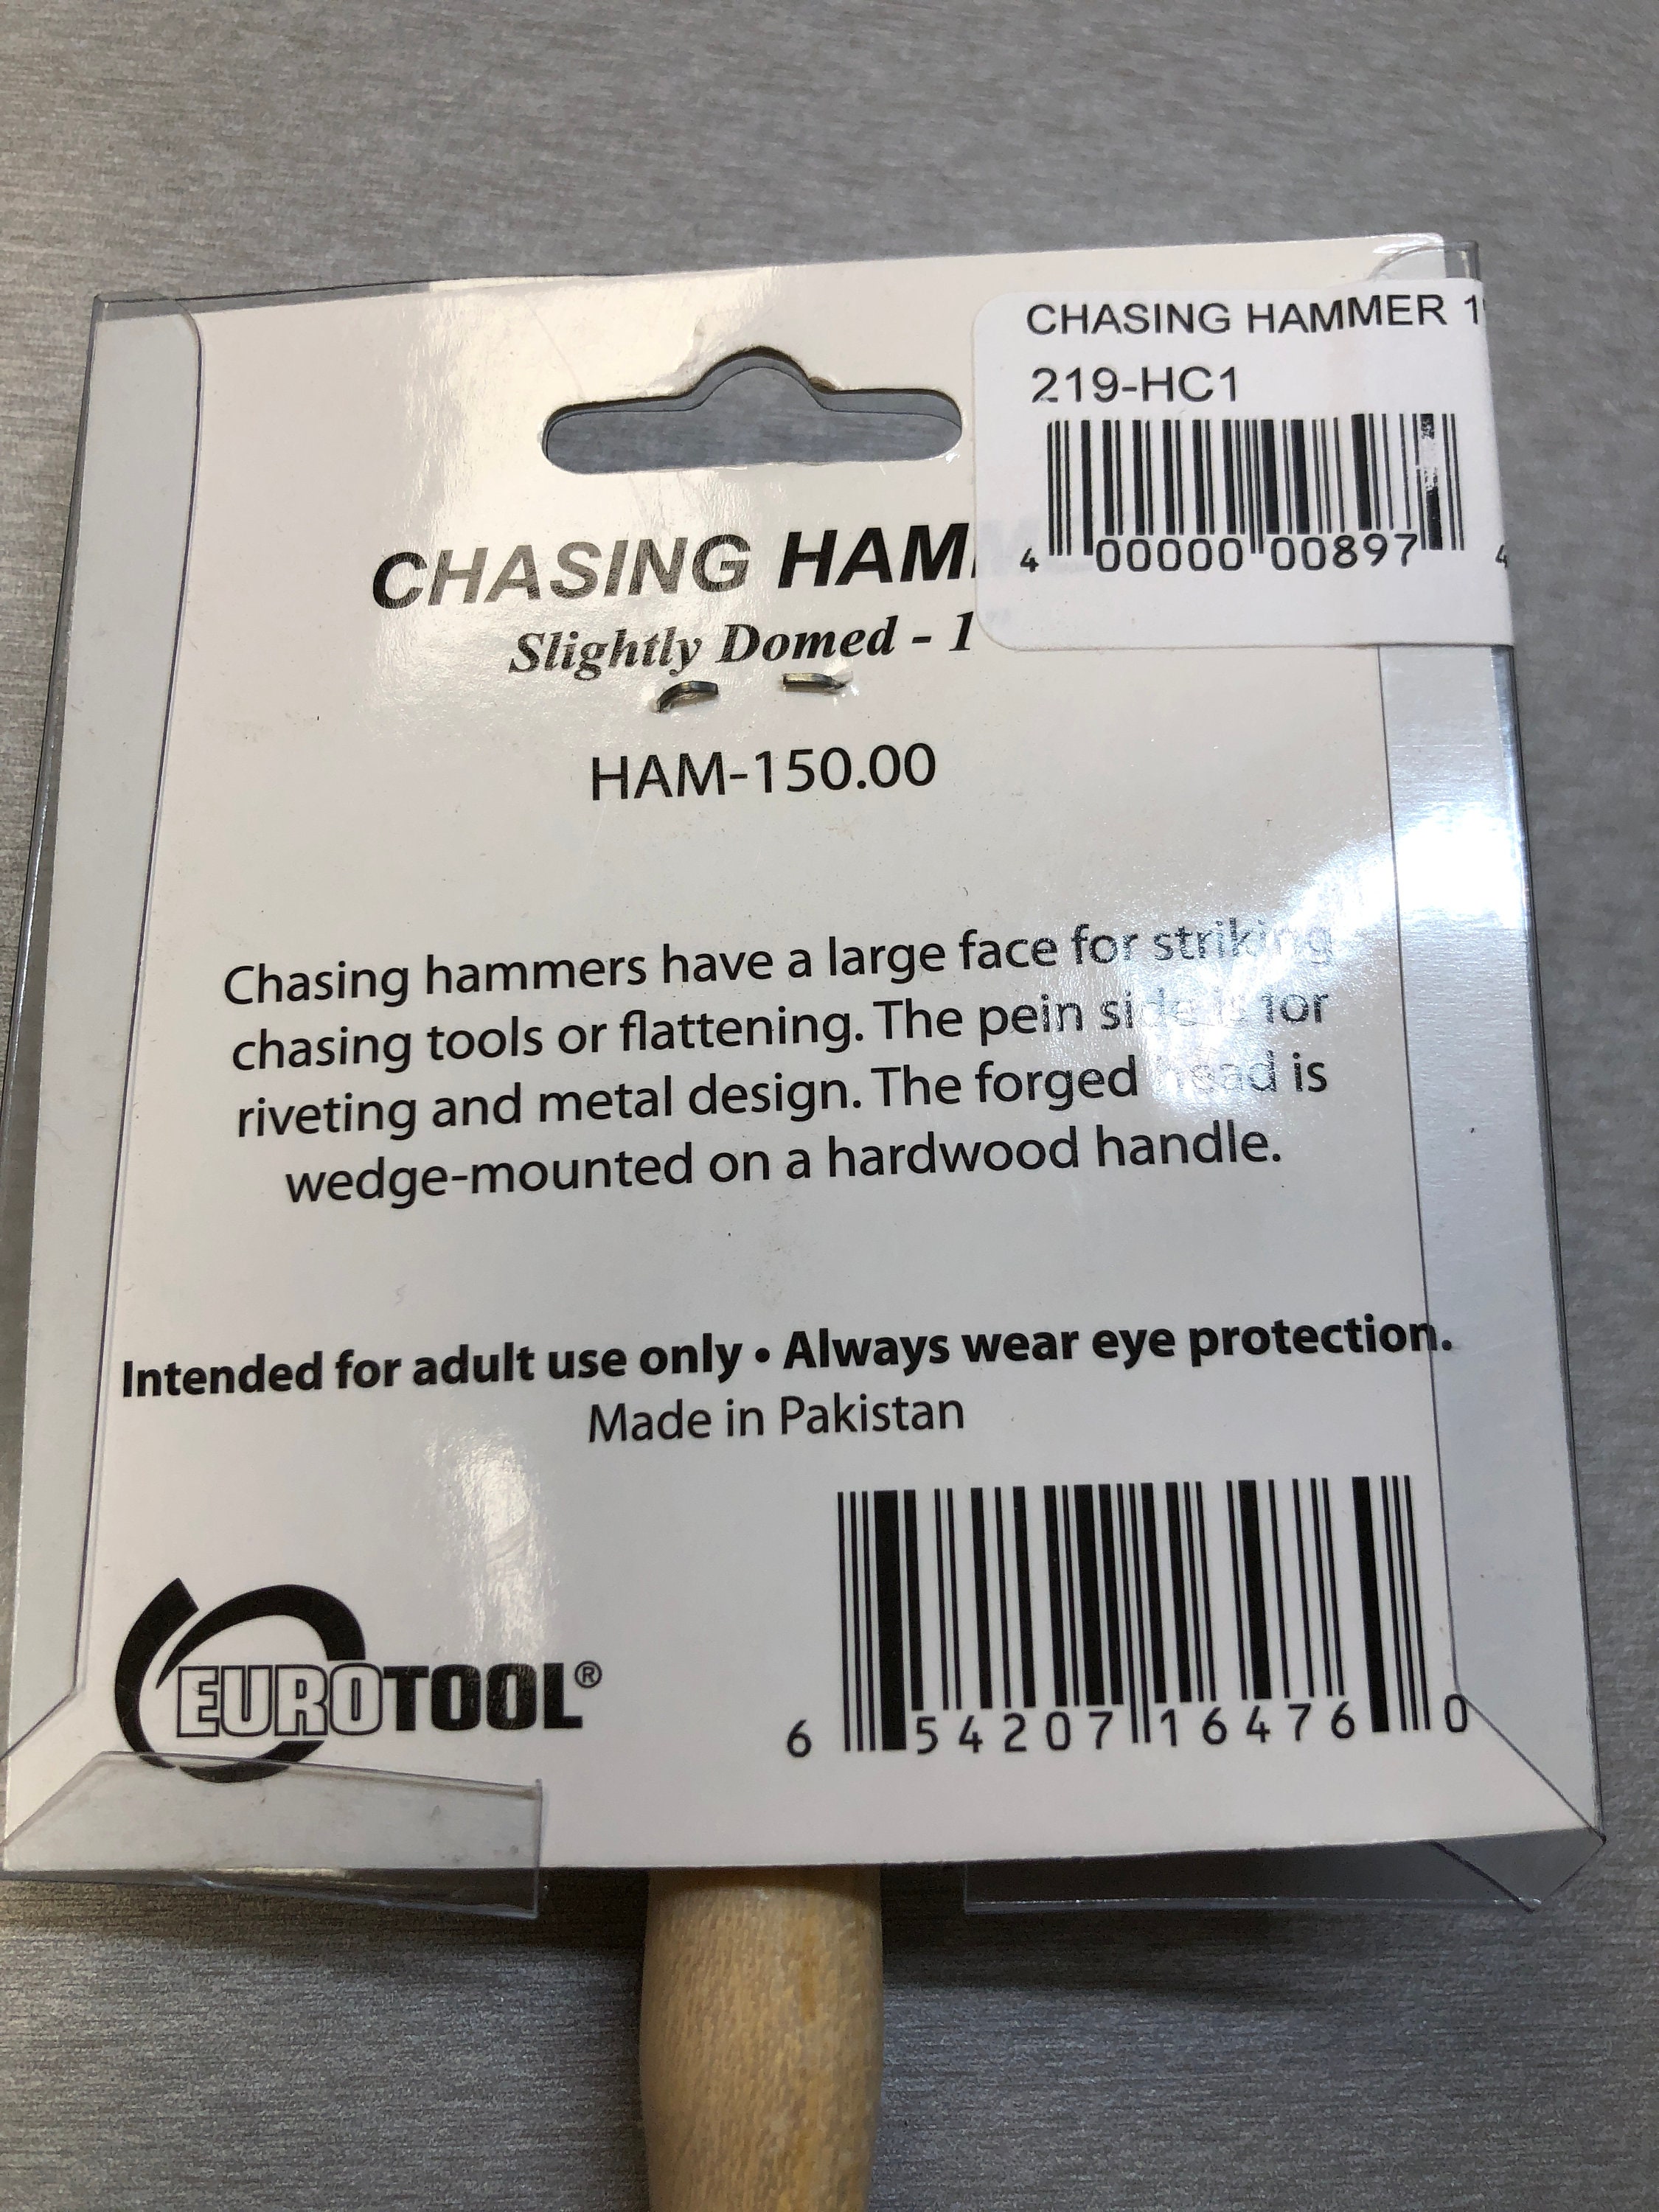 CHASING HAMMER 1"
219-HC1
4 00000 00897 4
CHASING HAM
Slightly Domed - 1
HAM-150.00
Chasing hammers have a large face for striking
chasing tools or flattening. The pein side is for
riveting and metal design. The forged head is
wedge-mounted on a hardwood handle.
Intended for adult use only • Always wear eye protection.
Made in Pakistan
EUROTOOL®
6 54207 16476 0